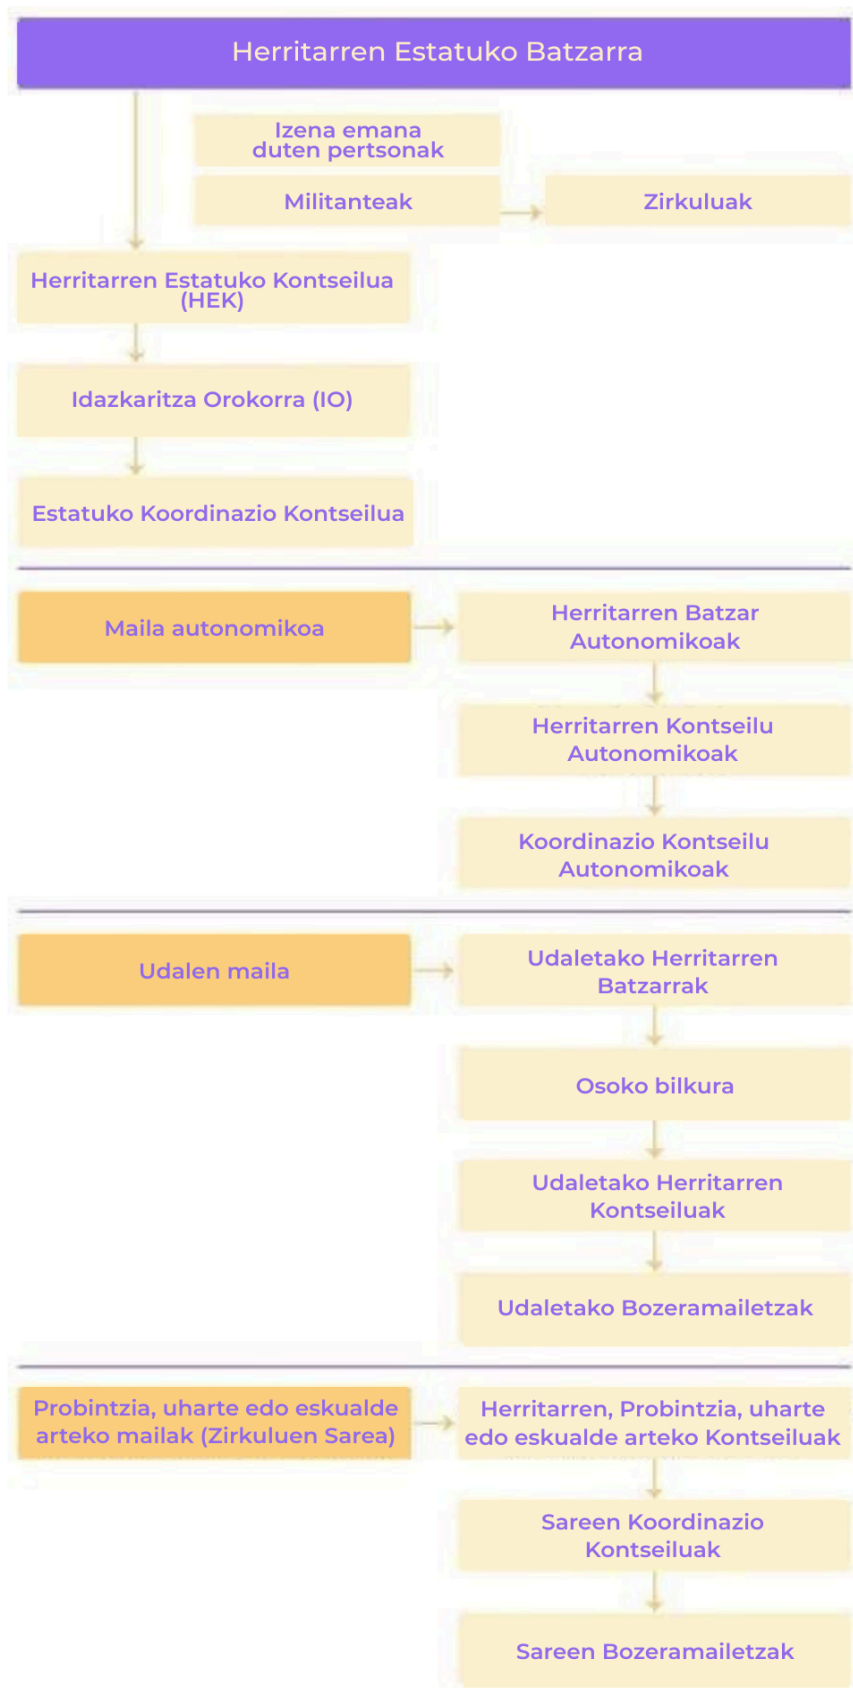 Herritarren Estatuko Batzarra
Izena emana
duten pertsonak
Militanteak
Zirkuluak
Herritarren Estatuko Kontseilua
(HEK)
Idazkaritza Orokorra (IO)
Estatuko Koordinazio Kontseilua
Maila autonomikoa
Herritarren Batzar
Autonomikoak
Herritarren Kontseilu
Autonomikoak
Koordinazio Kontseilu
Autonomikoak
Udalen maila
Udaletako Herritarren
Batzarrak
Osoko bilkura
Udaletako Herritarren
Kontseiluak
Udaletako Bozeramailetzak
Probintzia, uharte edo eskualde
arteko mailak (Zirkuluen Sarea)
Herritarren, Probintzia, uharte
edo eskualde arteko Kontseiluak
Sareen Koordinazio
Kontseiluak
Sareen Bozeramailetzak